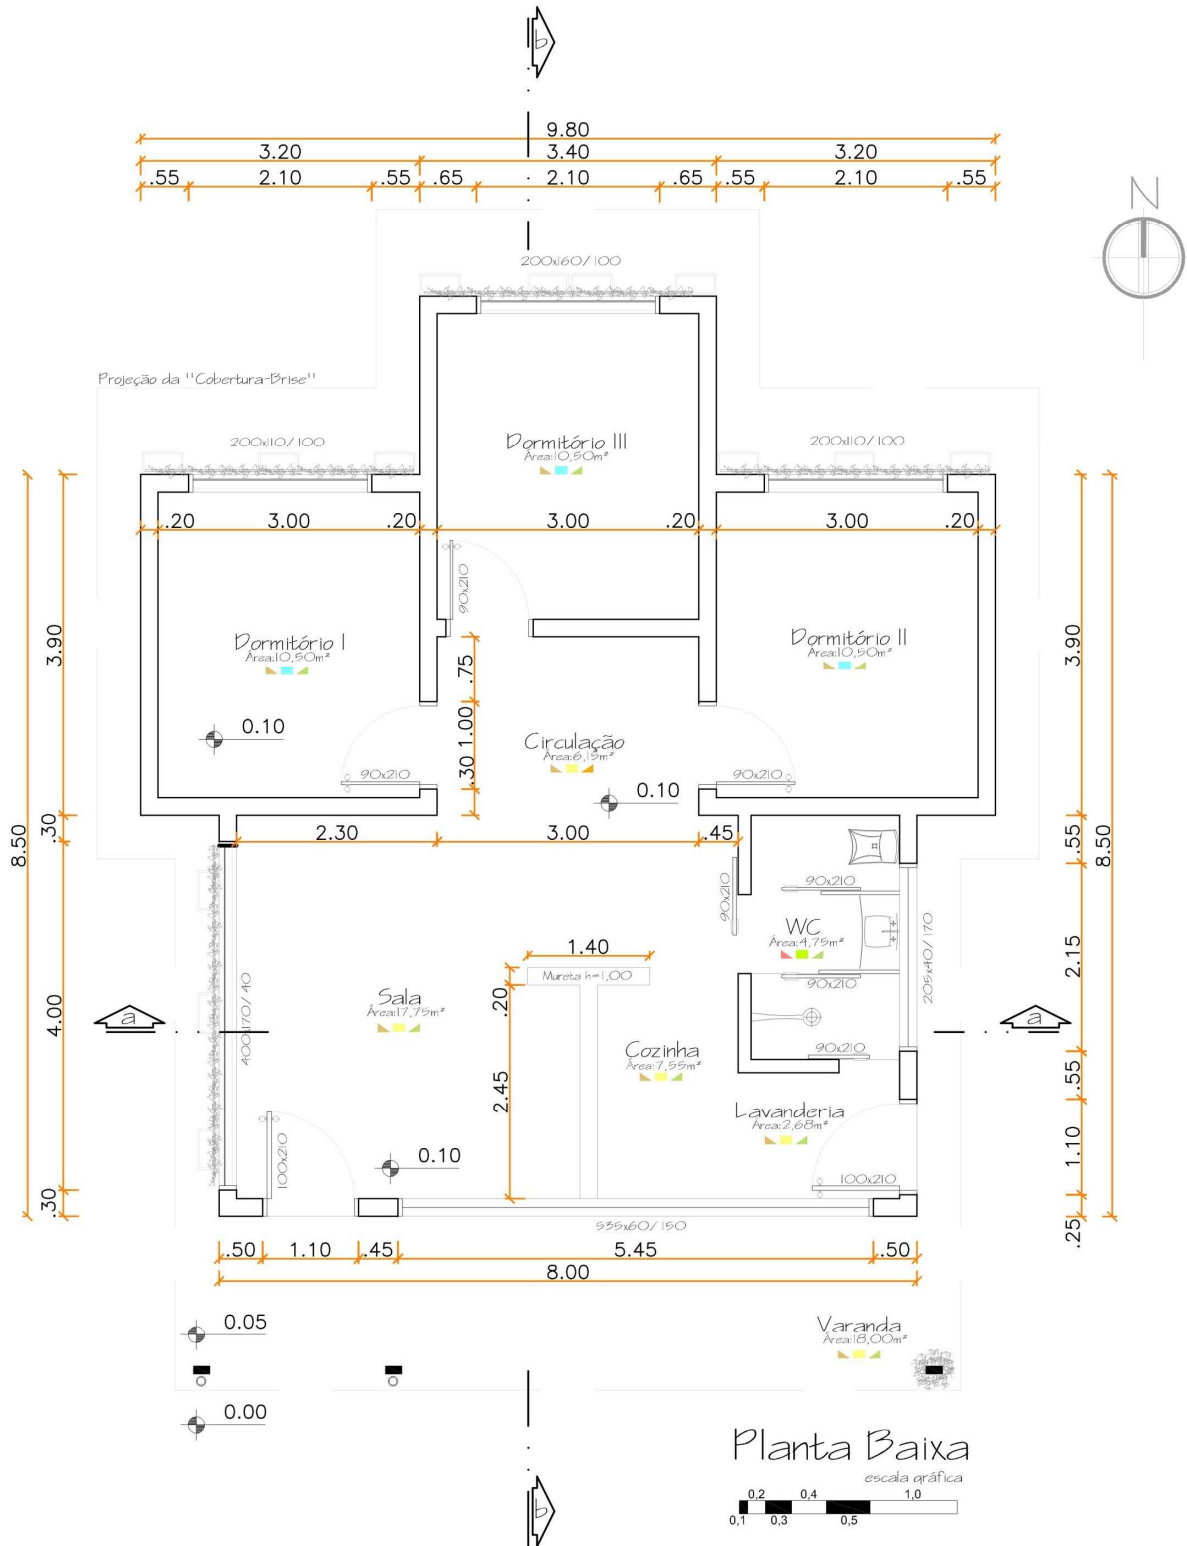 b
9.80
3.20 3.40 3.20
.55 2.10 .55 .65 2.10 .65 .55 2.10 .55
N
200x160/100
Projeção da "Cobertura-Brise"
200x110/100
200x110/100
Dormitório III
Área:10,50m²
.20 3.00 .20 3.00 .20 3.00 .20
90x210
Dormitório I
Área:10,50m²
Dormitório II
Área:10,50m²
3.90
3.90
.75
0.10
1.00
Circulação
Área:6,15m²
90x210
90x210
.30
0.10
8.50
.30
2.30 3.00 .45
.55
8.50
90x210
90x210
WC
Área:4,75m²
2.15
205x40/170
1.40
Mureta h=1,00
90x210
.20
400x170/40
4.00
Sala
Área:17,75m²
a
a
Cozinha
Área:7,55m²
90x210
2.45
.55
Lavanderia
Área:2,68m²
1.10
0.10
100x210
100x210
.30
.25
535x60/150
.50 1.10 .45 5.45 .50
8.00
0.05
Varanda
Área:18,00m²
0.00
Planta Baixa
escala gráfica
0,2 0,4 1,0
0,1 0,3 0,5
b